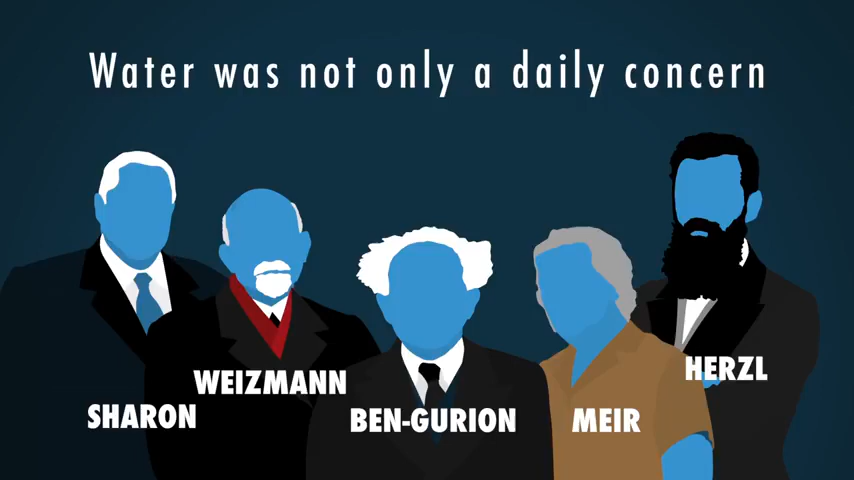 Water was not only a daily concern
SHARON
WEIZMANN
BEN-GURION
MEIR
HERZL